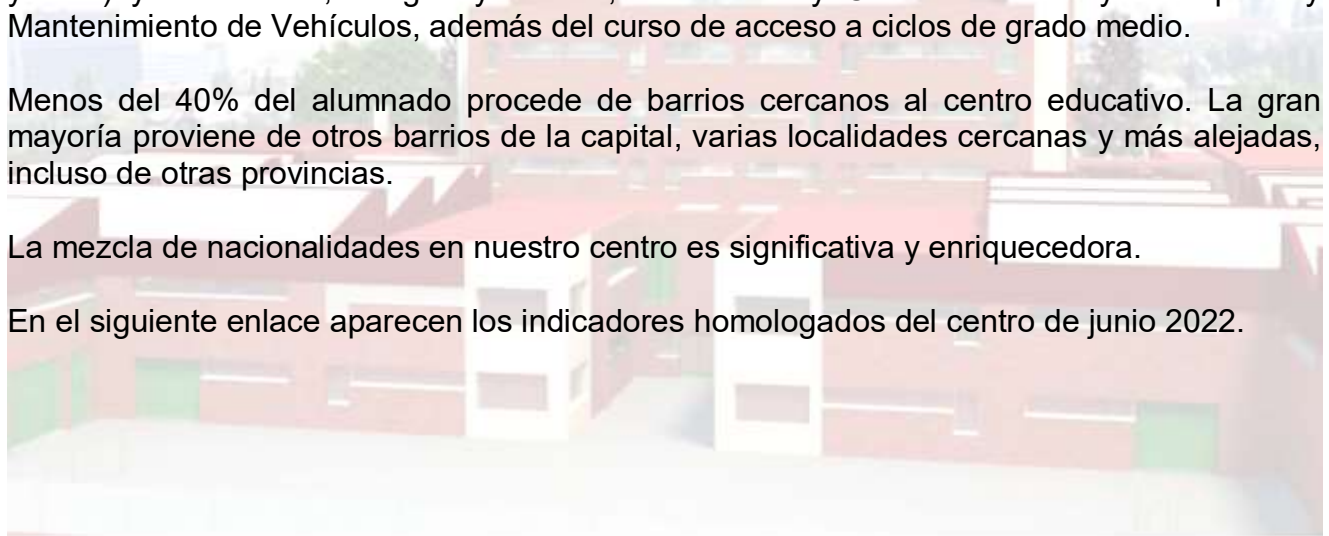 Mantenimiento de Vehículos, además del curso de acceso a ciclos de grado medio.
Menos del 40% del alumnado procede de barrios cercanos al centro educativo. La gran
mayoría proviene de otros barrios de la capital, varias localidades cercanas y más alejadas,
incluso de otras provincias.
La mezcla de nacionalidades en nuestro centro es significativa y enriquecedora.
En el siguiente enlace aparecen los indicadores homologados del centro de junio 2022.